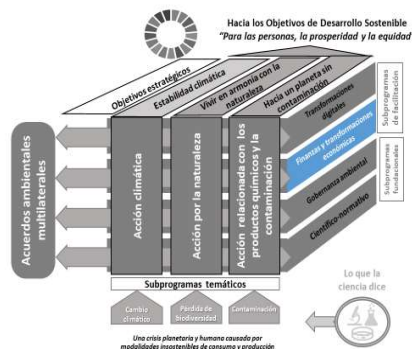 Hacia los Objetivos de Desarrollo Sostenible
“Para las personas, la prosperidad y la equidad
Objetivos estratégicos
Estabilidad climática
Vivir en armonía con la
naturaleza
Hacia un planeta sin
contaminación
Transformaciones
digitales
Finanzas y transformaciones
económicas
Gobernanza ambiental
Científico-normativo
Subprogramas
de facilitación
Subprogramas
fundacionales
Acuerdos ambientales
multilaterales
Acción climática
Acción por la naturaleza
Acción relacionada con los
productos químicos y la
contaminación
Subprogramas temáticos
Cambio
climático
Pérdida de
biodiversidad
Contaminación
Una crisis planetaria y humana causada por
modalidades insostenibles de consumo y producción
Lo que la
ciencia dice